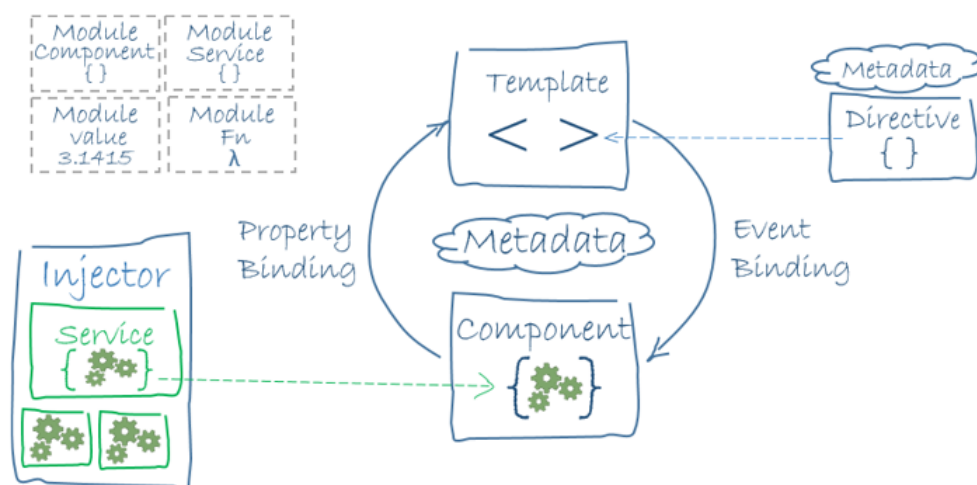 Module
Component
{ }
Module
Service
{ }
Module
value
3.1415
Module
Fn
λ
Template
< >
Metadata
Directive
{ }
Property
Binding
Metadata
Event
Binding
Injector
Service
{ }
Component
{ }